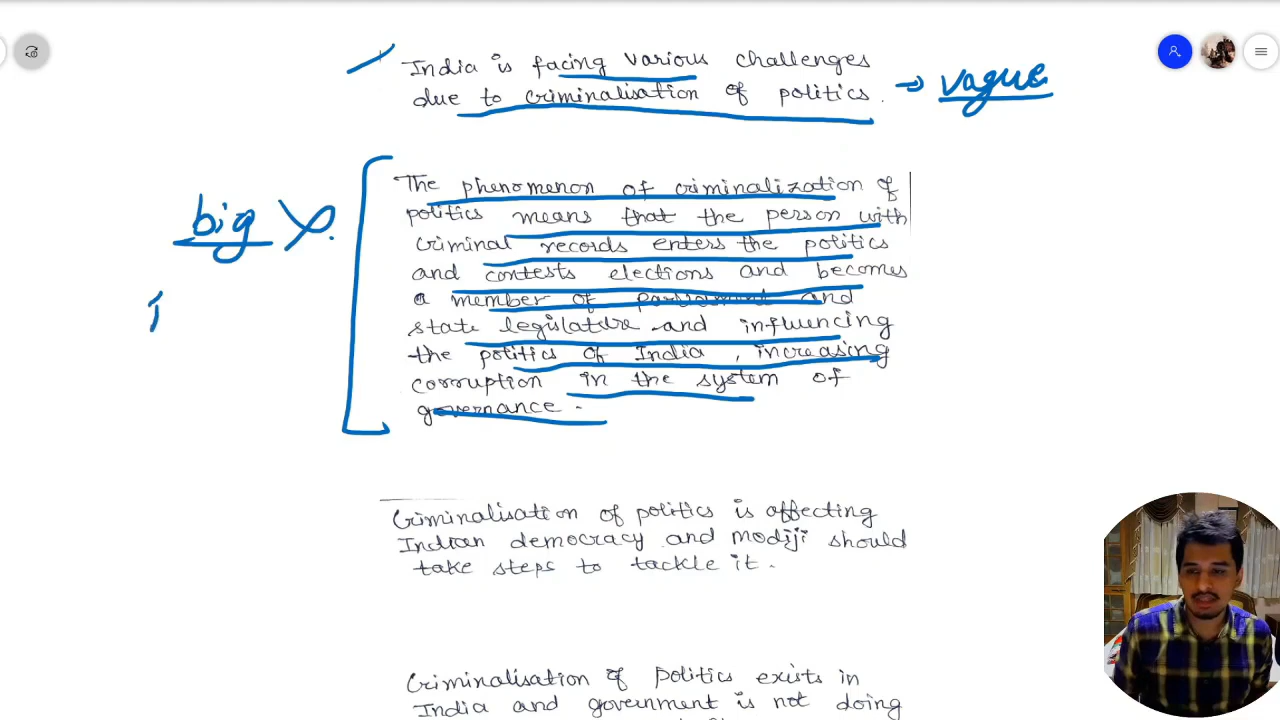 India is facing various challenges
due to criminalisation of politics. → vague
The phenomenon of criminalization of
politics means that the person with
big
criminal records enters the politics
and contests elections and becomes
a member of parliament and
state legislature and influencing
the politics of India, increasing
corruption in the system of
governance.
Criminalisation of politics is affecting
Indian democracy and modiji should
take steps to tackle it.
Criminalisation of politics exists in
India and government is not doing